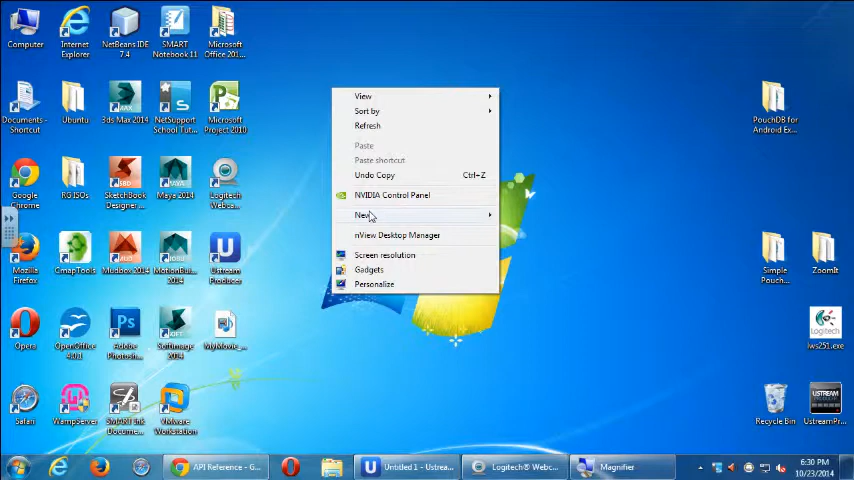 Computer
Internet
Explorer
NetBeans IDE
7.4
SMART
Notebook 11
Microsoft
Office 201...
Documents -
Shortcut
Ubuntu
3ds Max 2014
NetSupport
School Tut...
Microsoft
Project 2010
Google
Chrome
RG ISOs
SketchBook
Designer ...
Maya 2014
Logitech
Webca...
Mozilla
Firefox
CmapTools
Mudbox 2014
MotionBui...
2014
Ustream
Producer
Opera
OpenOffice
4.0.1
Adobe
Photosh...
Softimage
2014
MyMovie_...
Safari
WampServer
SMART Ink
Docume...
VMware
Workstation
View
Sort by
Refresh
Paste
Paste shortcut
Undo Copy Ctrl+Z
NVIDIA Control Panel
New
nView Desktop Manager
Screen resolution
Gadgets
Personalize
PouchDB for
Android Ex...
Simple
Pouch...
ZoomIt
Logitech
lws251.exe
Recycle Bin
UstreamPr...
API Reference - G...
Untitled 1 - Ustrea...
Logitech® Webc...
Magnifier
6:30 PM
10/23/2014